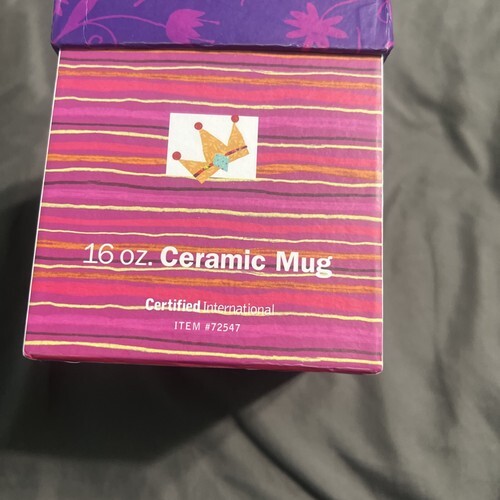 16 oz. Ceramic Mug
Certified International
ITEM #72547